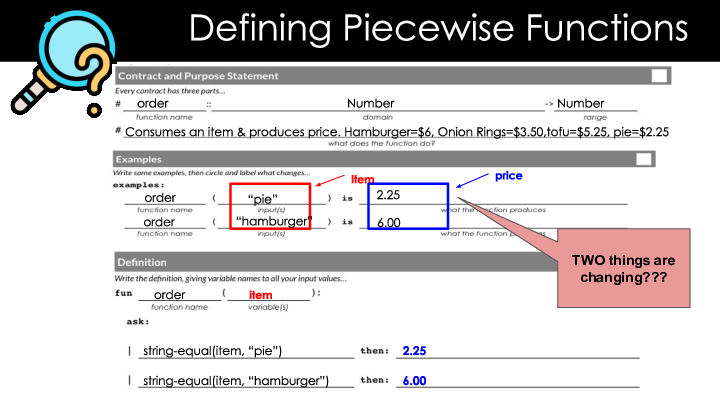 Defining Piecewise Functions
Contract and Purpose Statement
Every contract has three parts...
# order :: Number -> Number
function name domain range
# Consumes an item & produces price. Hamburger=$6, Onion Rings=$3.50,tofu=$5.25, pie=$2.25
what does the function do?
Examples
Write some examples, then circle and label what changes...
item price
examples:
order ( “pie” ) is 2.25
function name input(s) what the function produces
order ( “hamburger” ) is 6.00
function name input(s) what the function produces
TWO things are
changing???
Definition
Write the definition, giving variable names to all your input values...
fun order ( item ):
function name variable(s)
ask:
| string-equal(item, “pie”) then: 2.25
| string-equal(item, “hamburger”) then: 6.00